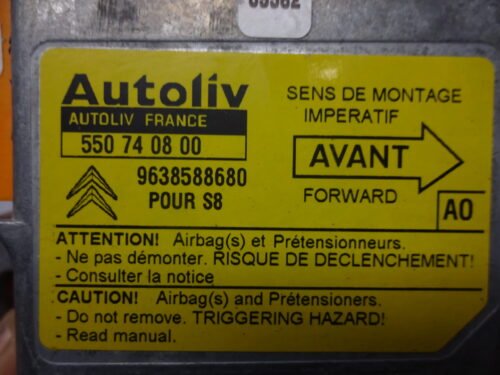 09562
Autoliv
AUTOLIV FRANCE
550 74 08 00
9638588680
POUR S8
SENS DE MONTAGE
IMPERATIF
AVANT
FORWARD
A0
ATTENTION! Airbag(s) et Prétentionneurs.
- Ne pas démonter. RISQUE DE DECLENCHEMENT!
- Consulter la notice
CAUTION! Airbag(s) and Prétensioners.
- Do not remove. TRIGGERING HAZARD!
- Read manual.